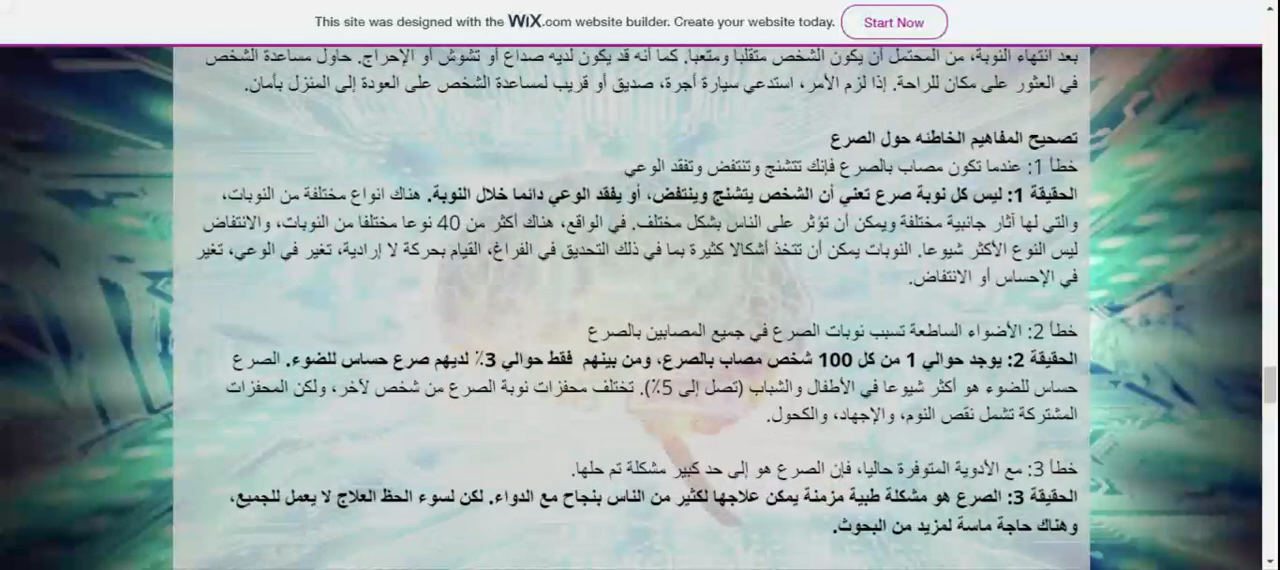 This site was designed with the WiX.com website builder. Create your website today. Start Now
بعد انتهاء النوبة، من المحتمل أن يكون الشخص متقلبا ومتعبا. كما أنه قد يكون لديه صداع أو تشوش أو الإحراج. حاول مساعدة الشخص
في العثور على مكان للراحة. إذا لزم الأمر، استدعي سيارة أجرة، صديق أو قريب لمساعدة الشخص على العودة إلى المنزل بأمان.
تصحيح المفاهيم الخاطئه حول الصرع
خطأ 1: عندما تكون مصاب بالصرع فإنك تتشنج وتنتفض وتفقد الوعي
الحقيقة 1: ليس كل نوبة صرع تعني أن الشخص يتشنج وينتفض، أو يفقد الوعي دائما خلال النوبة. هناك انواع مختلفة من النوبات،
والتي لها آثار جانبية مختلفة ويمكن أن تؤثر على الناس بشكل مختلف. في الواقع، هناك أكثر من 40 نوعا مختلفا من النوبات، والانتفاض
ليس النوع الأكثر شيوعا. النوبات يمكن أن تتخذ أشكالا كثيرة بما في ذلك التحديق في الفراغ، القيام بحركة لا إرادية، تغير في الوعي، تغير
في الإحساس أو الانتفاض.
خطأ 2: الأضواء الساطعة تسبب نوبات الصرع في جميع المصابين بالصرع
الحقيقة 2: يوجد حوالي 1 من كل 100 شخص مصاب بالصرع، ومن بينهم فقط حوالي 3٪ لديهم صرع حساس للضوء. الصرع
حساس للضوء هو أكثر شيوعا في الأطفال والشباب (تصل إلى 5٪). تختلف محفزات نوبة الصرع من شخص لآخر، ولكن المحفزات
المشتركة تشمل نقص النوم، والإجهاد، والكحول.
خطأ 3: مع الأدوية المتوفرة حاليا، فإن الصرع هو إلى حد كبير مشكلة تم حلها.
الحقيقة 3: الصرع هو مشكلة طبية مزمنة يمكن علاجها لكثير من الناس بنجاح مع الدواء. لكن لسوء الحظ العلاج لا يعمل للجميع،
وهناك حاجة ماسة لمزيد من البحوث.